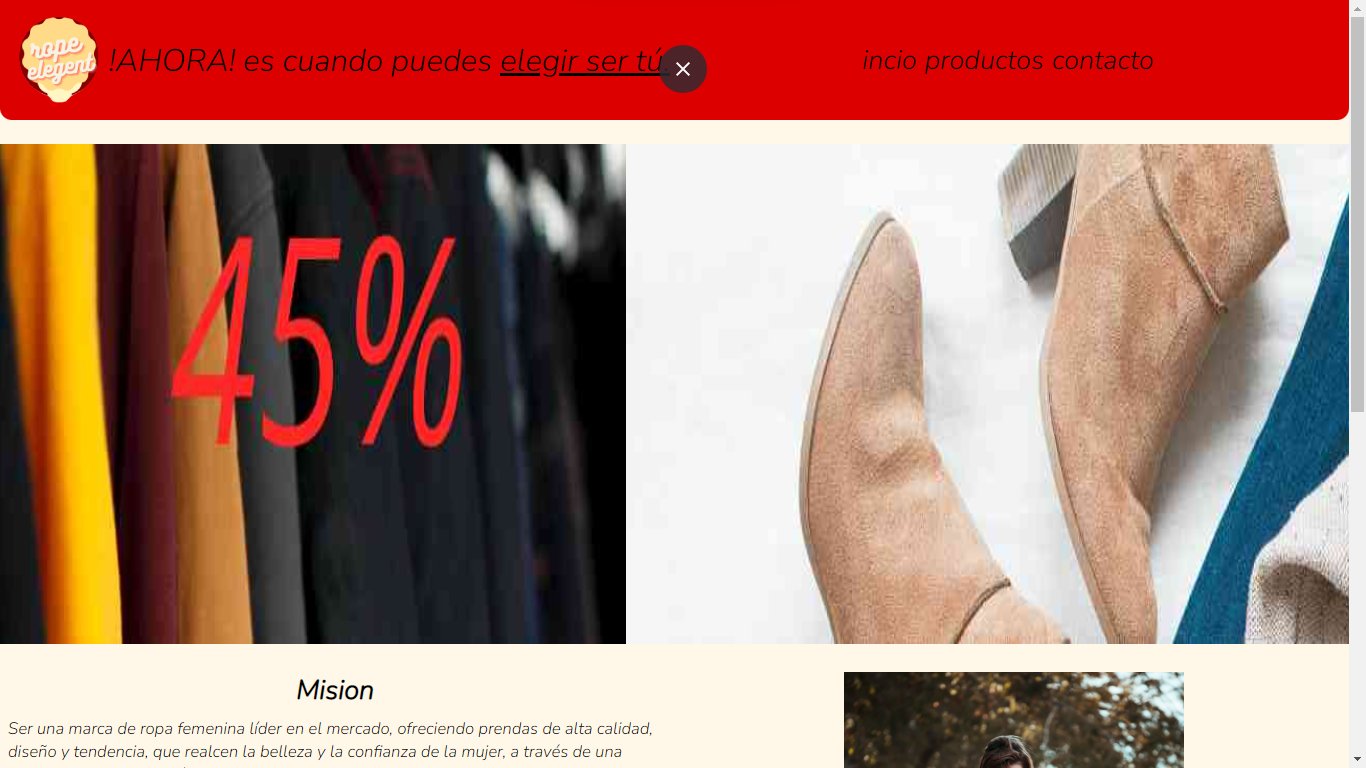 rope
elegent
!AHORA! es cuando puedes elegir ser tú.
incio productos contacto
45%
Mision
Ser una marca de ropa femenina líder en el mercado, ofreciendo prendas de alta calidad,
diseño y tendencia, que realcen la belleza y la confianza de la mujer, a través de una